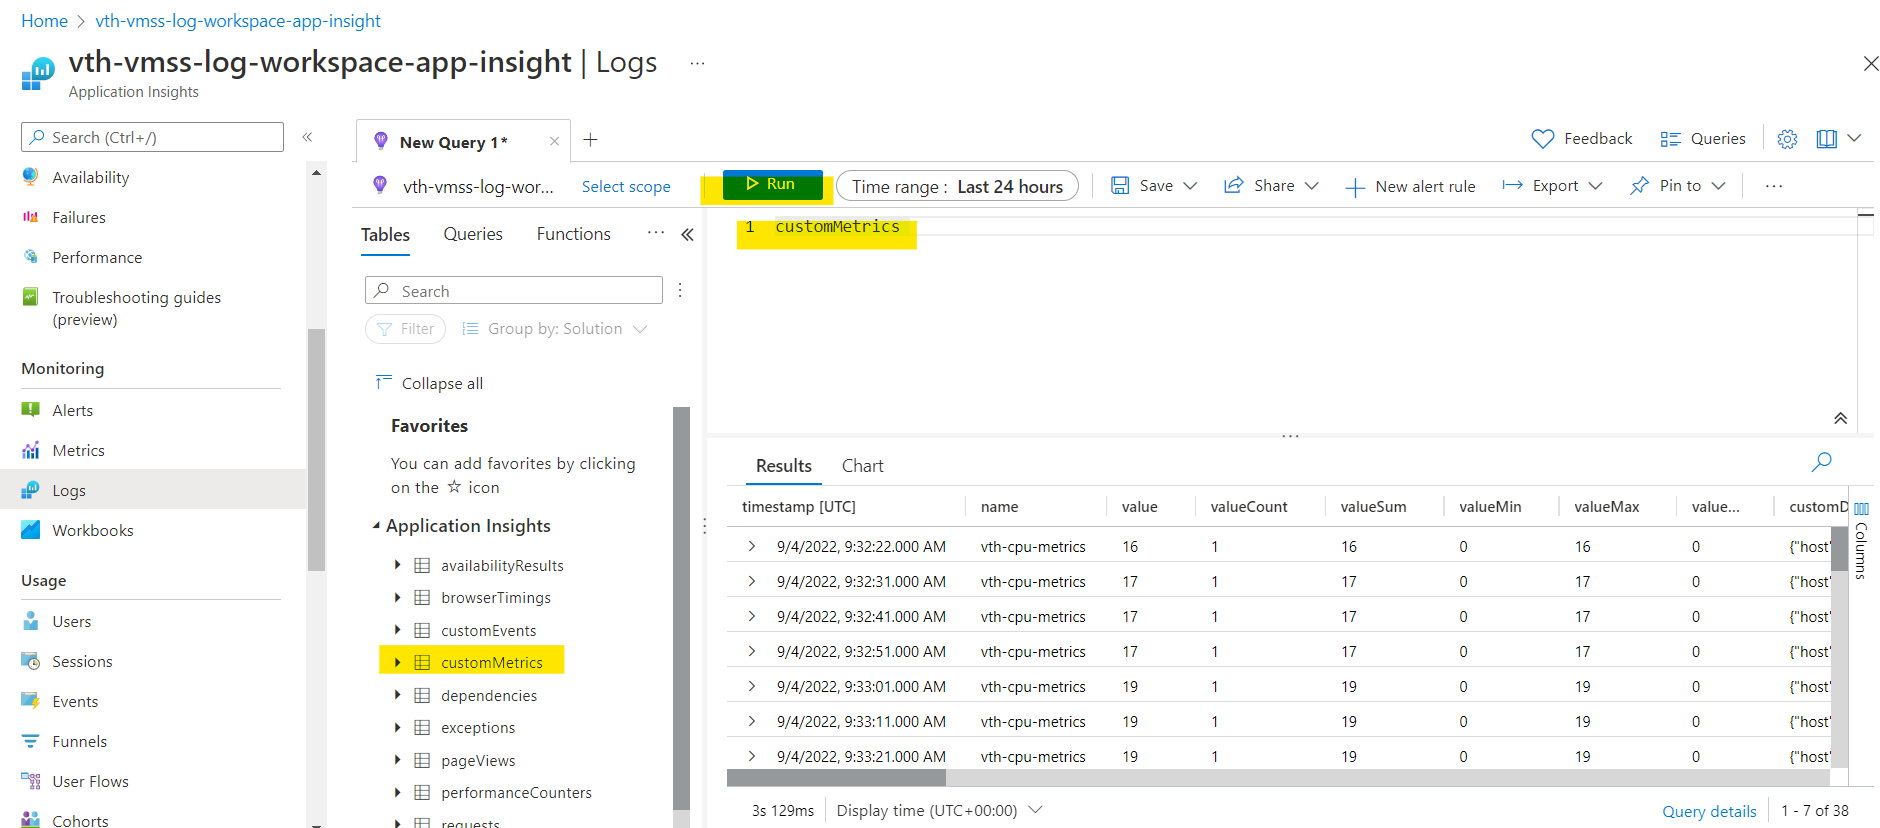 Home > vth-vmss-log-workspace-app-insight
vth-vmss-log-workspace-app-insight | Logs ...
Application Insights
Search (Ctrl+/)
Availability
Failures
Performance
Troubleshooting guides
(preview)
Monitoring
Alerts
Metrics
Logs
Workbooks
Usage
Users
Sessions
Events
Funnels
User Flows
Cohorts
New Query 1*
Feedback
Queries
vth-vmss-log-wor...
Select scope
Run
Time range : Last 24 hours
Save
Share
New alert rule
Export
Pin to
...
Tables Queries Functions ...
Search
Filter
Group by: Solution
Collapse all
Favorites
You can add favorites by clicking
on the ☆ icon
Application Insights
availabilityResults
browserTimings
customEvents
customMetrics
dependencies
exceptions
pageViews
performanceCounters
requests
1 customMetrics
Results Chart
timestamp [UTC] name value valueCount valueSum valueMin valueMax value... customD
9/4/2022, 9:32:22.000 AM vth-cpu-metrics 16 1 16 0 16 0 {"host"
9/4/2022, 9:32:31.000 AM vth-cpu-metrics 17 1 17 0 17 0 {"host"
9/4/2022, 9:32:41.000 AM vth-cpu-metrics 17 1 17 0 17 0 {"host"
9/4/2022, 9:32:51.000 AM vth-cpu-metrics 17 1 17 0 17 0 {"host"
9/4/2022, 9:33:01.000 AM vth-cpu-metrics 19 1 19 0 19 0 {"host"
9/4/2022, 9:33:11.000 AM vth-cpu-metrics 19 1 19 0 19 0 {"host"
9/4/2022, 9:33:21.000 AM vth-cpu-metrics 19 1 19 0 19 0 {"host"
Columns
3s 129ms Display time (UTC+00:00)
Query details 1 - 7 of 38